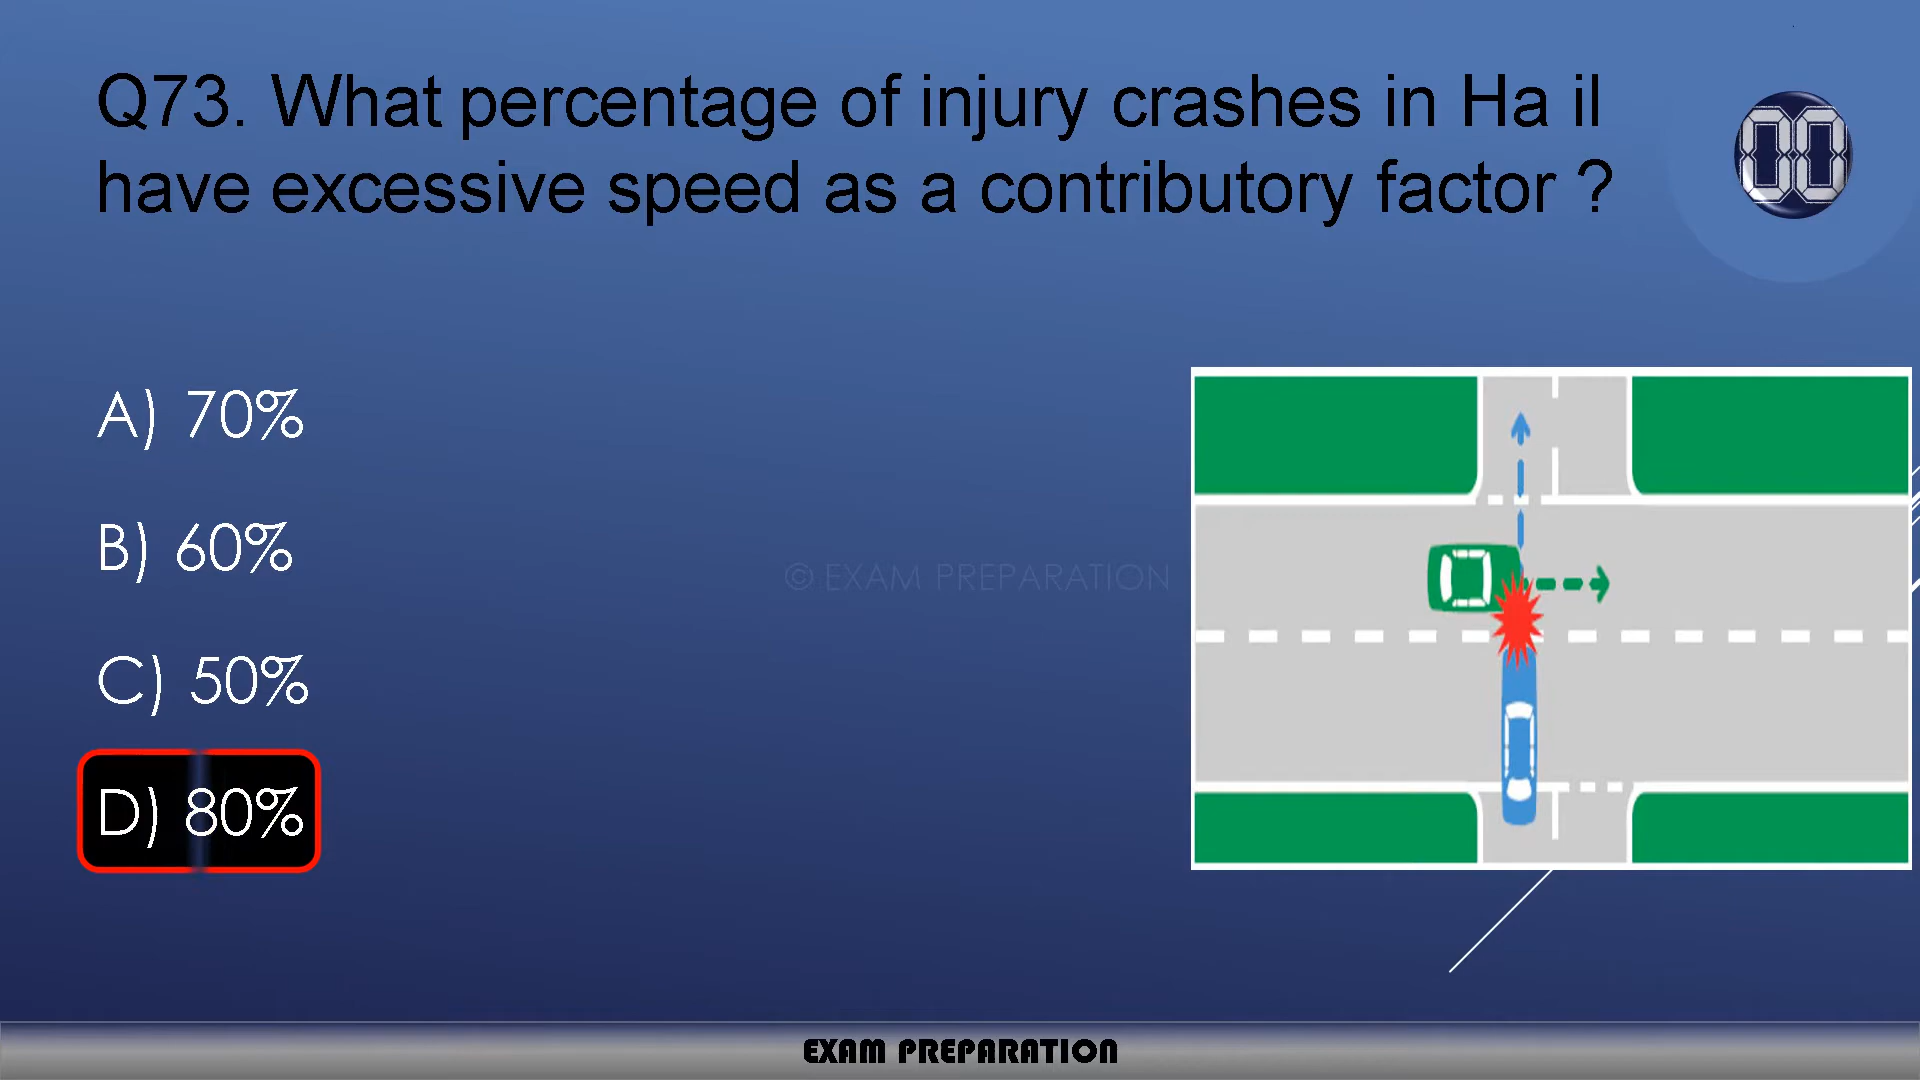 Q73. What percentage of injury crashes in Ha il
have excessive speed as a contributory factor ?
00
A) 70%
B) 60%
C) 50%
D) 80%
© EXAM PREPARATION
EXAM PREPARATION